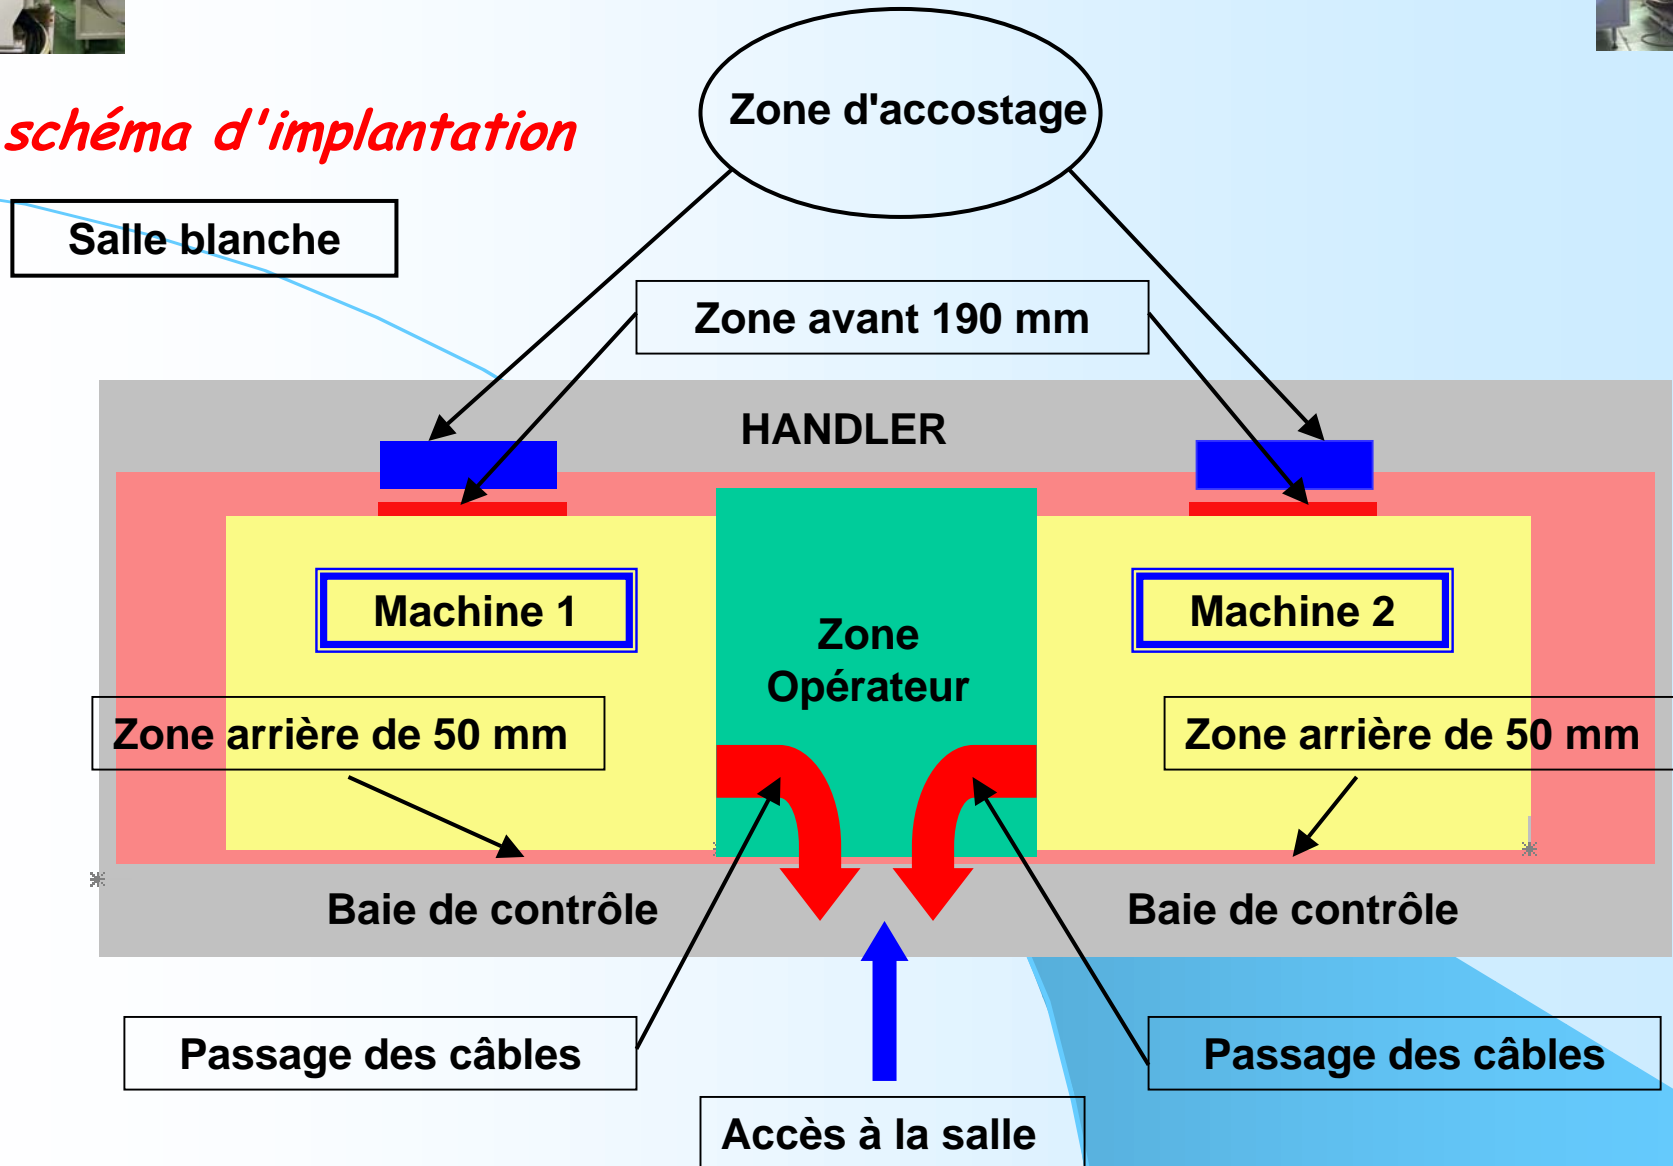 Zone d'accostage
schéma d'implantation
Salle blanche
Zone avant 190 mm
HANDLER
Machine 1
Machine 2
Zone
Opérateur
Zone arrière de 50 mm
Zone arrière de 50 mm
Baie de contrôle
Baie de contrôle
Passage des câbles
Passage des câbles
Accès à la salle